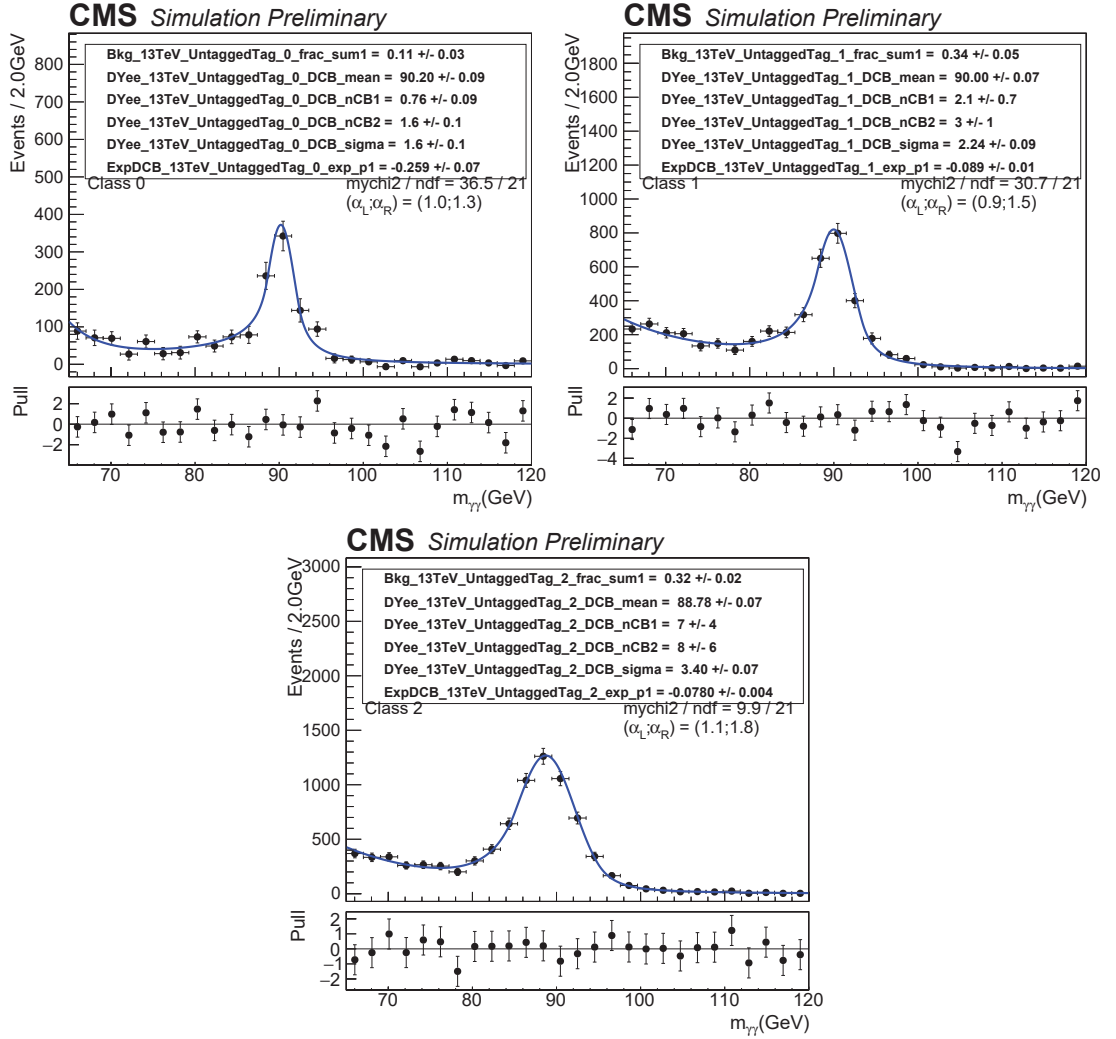 CMS Simulation Preliminary
Events / 2.0GeV
800
700
600
500
400
300
200
100
0
Bkg_13TeV_UntaggedTag_0_frac_sum1 = 0.11 +/- 0.03
DYee_13TeV_UntaggedTag_0_DCB_mean = 90.20 +/- 0.09
DYee_13TeV_UntaggedTag_0_DCB_nCB1 = 0.76 +/- 0.09
DYee_13TeV_UntaggedTag_0_DCB_nCB2 = 1.6 +/- 0.1
DYee_13TeV_UntaggedTag_0_DCB_sigma = 1.6 +/- 0.1
ExpDCB_13TeV_UntaggedTag_0_exp_p1 = -0.259 +/- 0.07
Class 0
mychi2 / ndf = 36.5 / 21
(αL;αR) = (1.0;1.3)
Pull
2
0
−2
70 80 90 100 110 120
mγγ(GeV)
CMS Simulation Preliminary
Events / 2.0GeV
1800
1600
1400
1200
1000
800
600
400
200
0
Bkg_13TeV_UntaggedTag_1_frac_sum1 = 0.34 +/- 0.05
DYee_13TeV_UntaggedTag_1_DCB_mean = 90.00 +/- 0.07
DYee_13TeV_UntaggedTag_1_DCB_nCB1 = 2.1 +/- 0.7
DYee_13TeV_UntaggedTag_1_DCB_nCB2 = 3 +/- 1
DYee_13TeV_UntaggedTag_1_DCB_sigma = 2.24 +/- 0.09
ExpDCB_13TeV_UntaggedTag_1_exp_p1 = -0.089 +/- 0.01
Class 1
mychi2 / ndf = 30.7 / 21
(αL;αR) = (0.9;1.5)
Pull
2
0
−2
−4
70 80 90 100 110 120
mγγ(GeV)
CMS Simulation Preliminary
Events / 2.0GeV
3000
2500
2000
1500
1000
500
0
Bkg_13TeV_UntaggedTag_2_frac_sum1 = 0.32 +/- 0.02
DYee_13TeV_UntaggedTag_2_DCB_mean = 88.78 +/- 0.07
DYee_13TeV_UntaggedTag_2_DCB_nCB1 = 7 +/- 4
DYee_13TeV_UntaggedTag_2_DCB_nCB2 = 8 +/- 6
DYee_13TeV_UntaggedTag_2_DCB_sigma = 3.40 +/- 0.07
ExpDCB_13TeV_UntaggedTag_2_exp_p1 = -0.0780 +/- 0.004
Class 2
mychi2 / ndf = 9.9 / 21
(αL;αR) = (1.1;1.8)
Pull
2
1
0
−1
−2
70 80 90 100 110 120
mγγ(GeV)